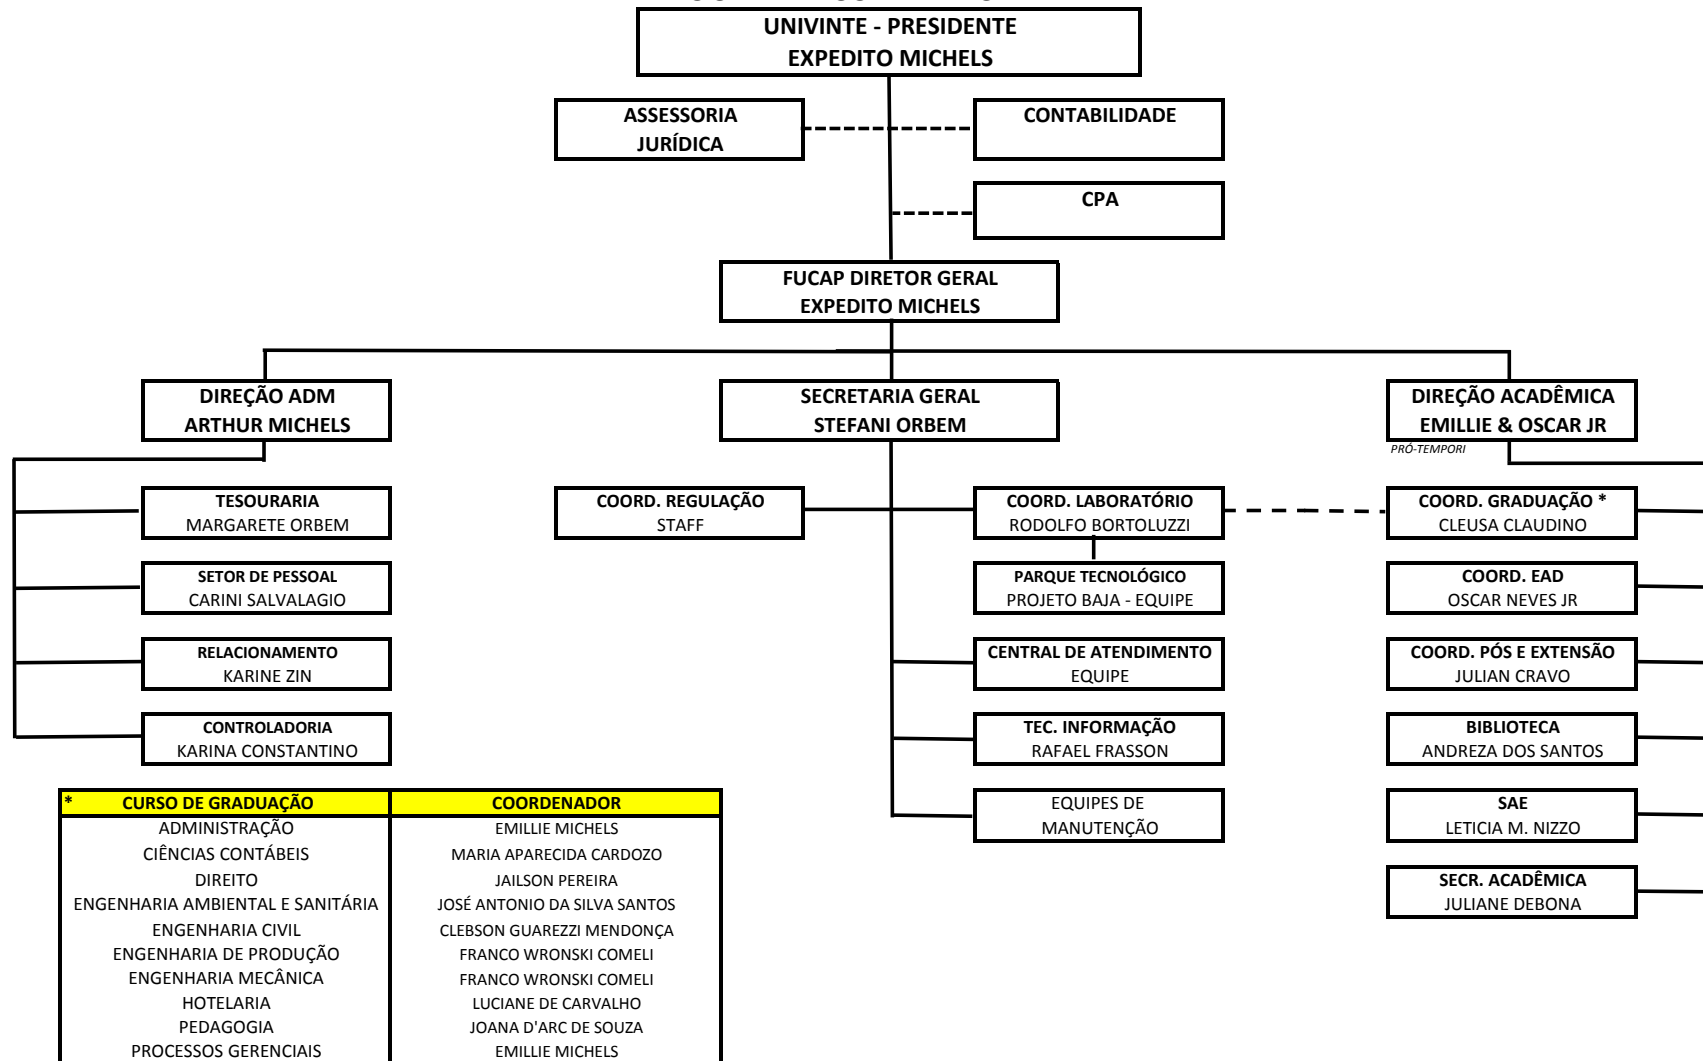 UNIVINTE - PRESIDENTE
EXPEDITO MICHELS
ASSESSORIA
JURÍDICA
CONTABILIDADE
CPA
FUCAP DIRETOR GERAL
EXPEDITO MICHELS
DIREÇÃO ADM
ARTHUR MICHELS
SECRETARIA GERAL
STEFANI ORBEM
DIREÇÃO ACADÊMICA
EMILLIE & OSCAR JR
PRÓ-TEMPORI
TESOURARIA
MARGARETE ORBEM
COORD. REGULAÇÃO
STAFF
COORD. LABORATÓRIO
RODOLFO BORTOLUZZI
COORD. GRADUAÇÃO *
CLEUSA CLAUDINO
SETOR DE PESSOAL
CARINI SALVALAGIO
PARQUE TECNOLÓGICO
PROJETO BAJA - EQUIPE
COORD. EAD
OSCAR NEVES JR
RELACIONAMENTO
KARINE ZIN
CENTRAL DE ATENDIMENTO
EQUIPE
COORD. PÓS E EXTENSÃO
JULIAN CRAVO
CONTROLADORIA
KARINA CONSTANTINO
TEC. INFORMAÇÃO
RAFAEL FRASSON
BIBLIOTECA
ANDREZA DOS SANTOS
EQUIPES DE
MANUTENÇÃO
SAE
LETICIA M. NIZZO
SECR. ACADÊMICA
JULIANE DEBONA
* CURSO DE GRADUAÇÃO COORDENADOR
ADMINISTRAÇÃO EMILLIE MICHELS
CIÊNCIAS CONTÁBEIS MARIA APARECIDA CARDOZO
DIREITO JAILSON PEREIRA
ENGENHARIA AMBIENTAL E SANITÁRIA JOSÉ ANTONIO DA SILVA SANTOS
ENGENHARIA CIVIL CLEBSON GUAREZZI MENDONÇA
ENGENHARIA DE PRODUÇÃO FRANCO WRONSKI COMELI
ENGENHARIA MECÂNICA FRANCO WRONSKI COMELI
HOTELARIA LUCIANE DE CARVALHO
PEDAGOGIA JOANA D'ARC DE SOUZA
PROCESSOS GERENCIAIS EMILLIE MICHELS